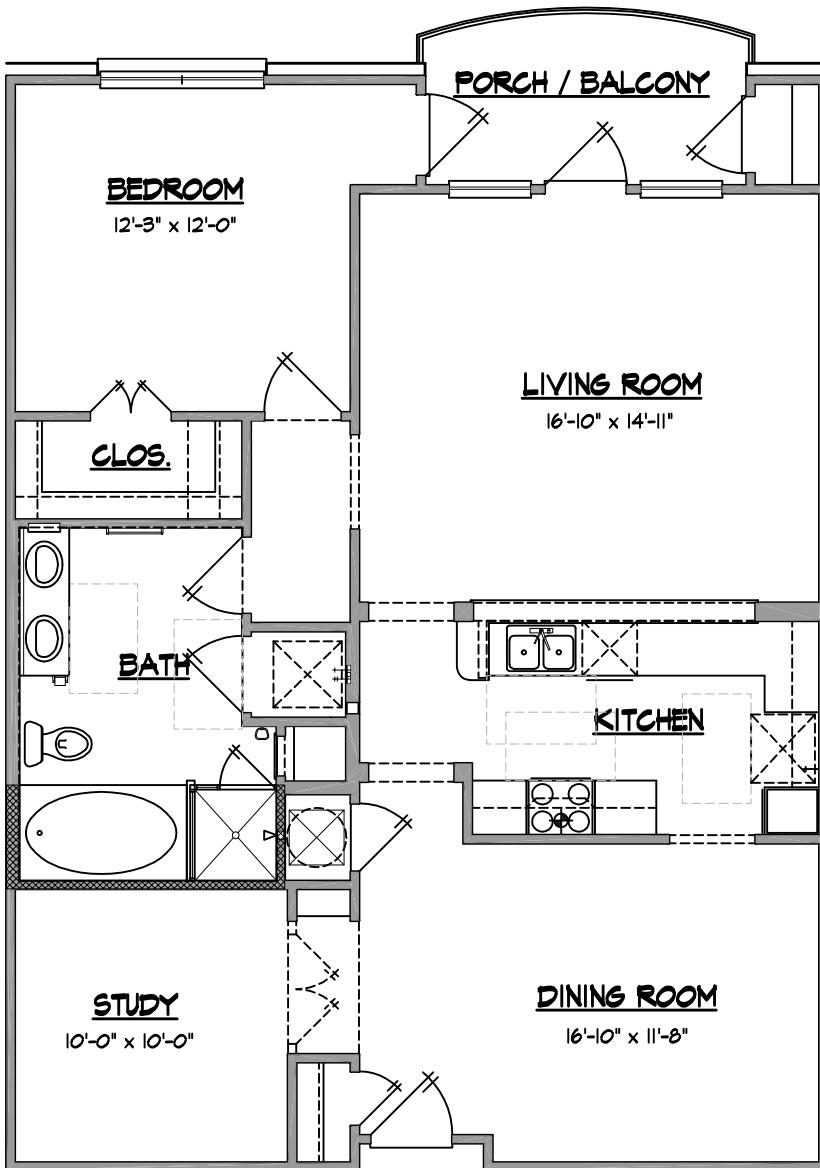 PORCH / BALCONY
BEDROOM
12'-3" x 12'-0"
LIVING ROOM
16'-10" x 14'-11"
CLOS.
BATH
KITCHEN
STUDY
10'-0" x 10'-0"
DINING ROOM
16'-10" x 11'-8"